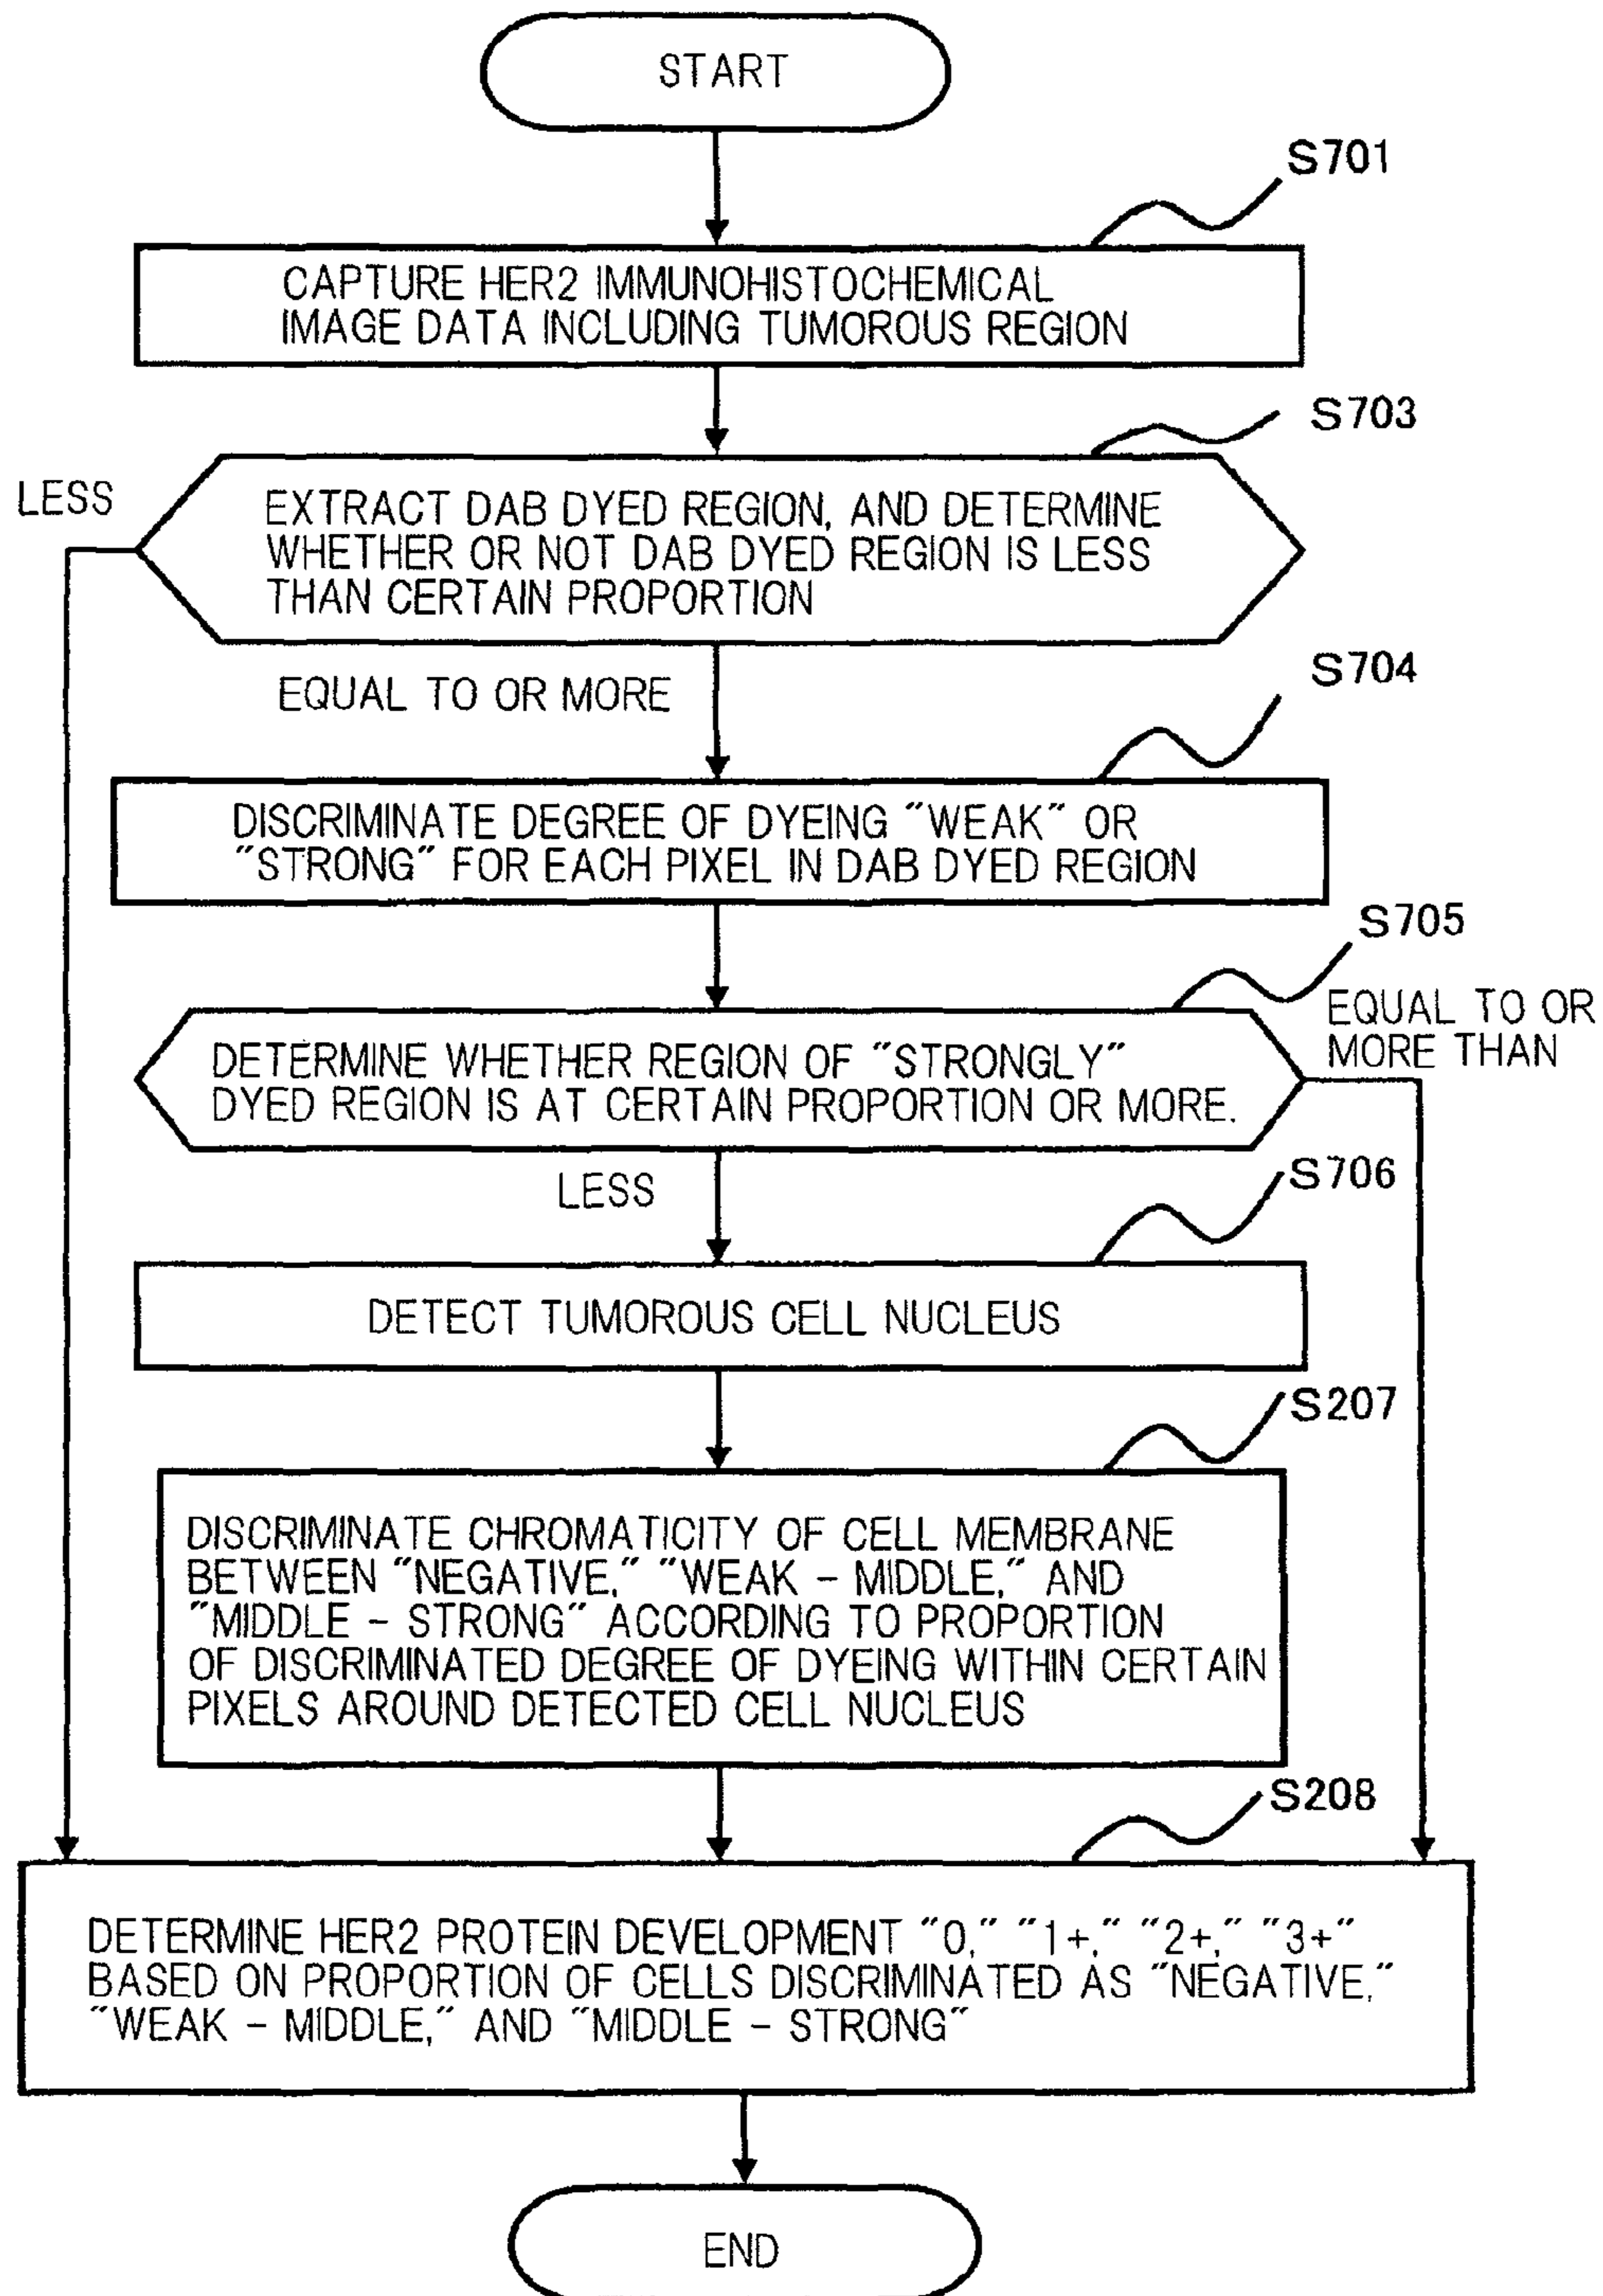 START
S701
CAPTURE HER2 IMMUNOHISTOCHEMICAL
IMAGE DATA INCLUDING TUMOROUS REGION
S703
LESS
EXTRACT DAB DYED REGION, AND DETERMINE
WHETHER OR NOT DAB DYED REGION IS LESS
THAN CERTAIN PROPORTION
EQUAL TO OR MORE
S704
DISCRIMINATE DEGREE OF DYEING "WEAK" OR
"STRONG" FOR EACH PIXEL IN DAB DYED REGION
S705
EQUAL TO OR
MORE THAN
DETERMINE WHETHER REGION OF "STRONGLY"
DYED REGION IS AT CERTAIN PROPORTION OR MORE.
LESS
S706
DETECT TUMOROUS CELL NUCLEUS
S207
DISCRIMINATE CHROMATICITY OF CELL MEMBRANE
BETWEEN "NEGATIVE," "WEAK - MIDDLE," AND
"MIDDLE - STRONG" ACCORDING TO PROPORTION
OF DISCRIMINATED DEGREE OF DYEING WITHIN CERTAIN
PIXELS AROUND DETECTED CELL NUCLEUS
S208
DETERMINE HER2 PROTEIN DEVELOPMENT "0," "1+," "2+," "3+"
BASED ON PROPORTION OF CELLS DISCRIMINATED AS "NEGATIVE,"
"WEAK - MIDDLE," AND "MIDDLE - STRONG"
END